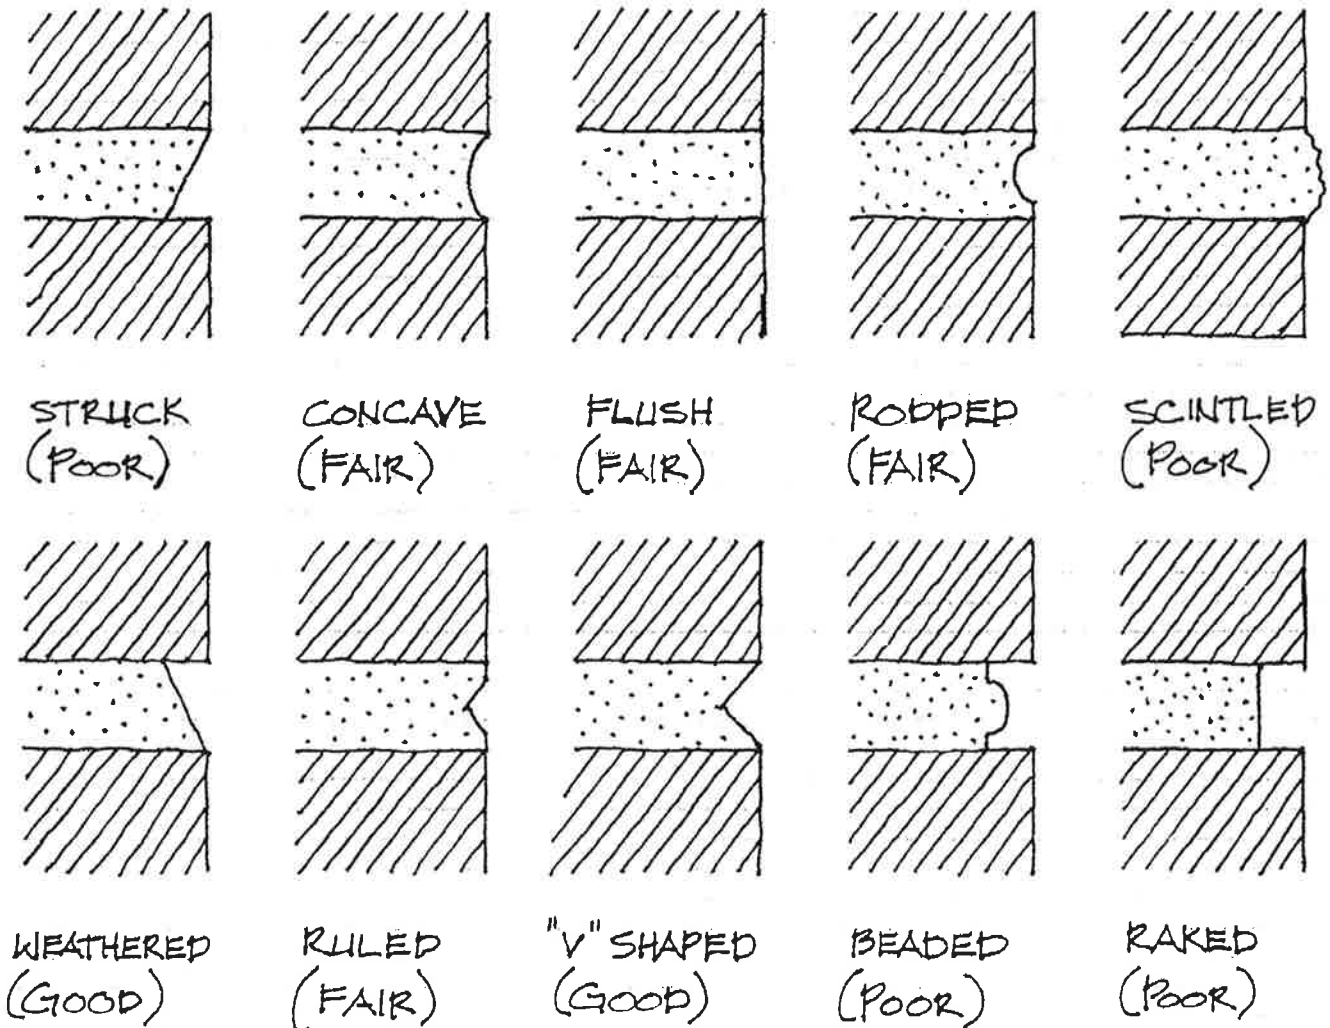 STRUCK
(POOR)
CONCAVE
(FAIR)
FLUSH
(FAIR)
RODDED
(FAIR)
SCINTLED
(POOR)
WEATHERED
(GOOD)
RULED
(FAIR)
"V" SHAPED
(GOOD)
BEADED
(POOR)
RAKED
(POOR)